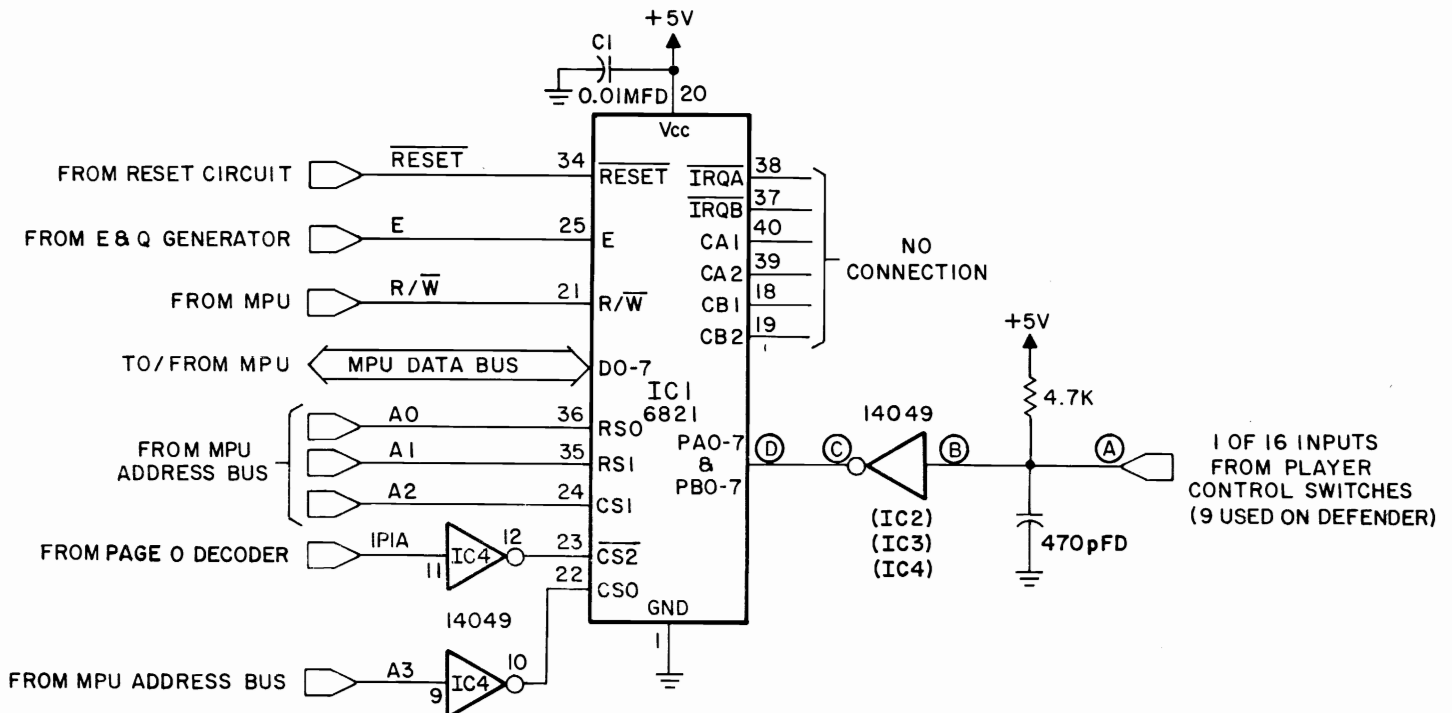 +5V
C1
0.01MFD
20
Vcc
FROM RESET CIRCUIT
RESET
34
RESET
FROM E & Q GENERATOR
E
25
E
FROM MPU
R/W
21
R/W
TO/FROM MPU
MPU DATA BUS
DO-7
FROM MPU
ADDRESS BUS
A0
36
RS0
A1
35
RS1
A2
24
CS1
FROM PAGE 0 DECODER
IPIA
11
IC4
12
23
CS2
22
CS0
14049
FROM MPU ADDRESS BUS
A3
9
IC4
10
IC1
6821
GND
1
IRQA
38
IRQB
37
CA1
40
CA2
39
CB1
18
CB2
19
NO
CONNECTION
PA0-7
&
PB0-7
D
C
14049
B
(IC2)
(IC3)
(IC4)
+5V
4.7K
470pFD
A
1 OF 16 INPUTS
FROM PLAYER
CONTROL SWITCHES
(9 USED ON DEFENDER)